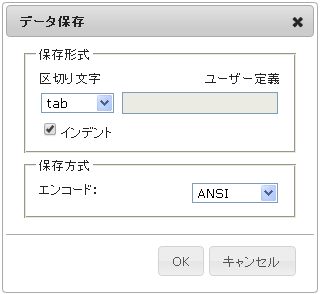 データ保存
保存形式
区切り文字 ユーザー定義
tab
インデント
保存方式
エンコード: ANSI
OK キャンセル